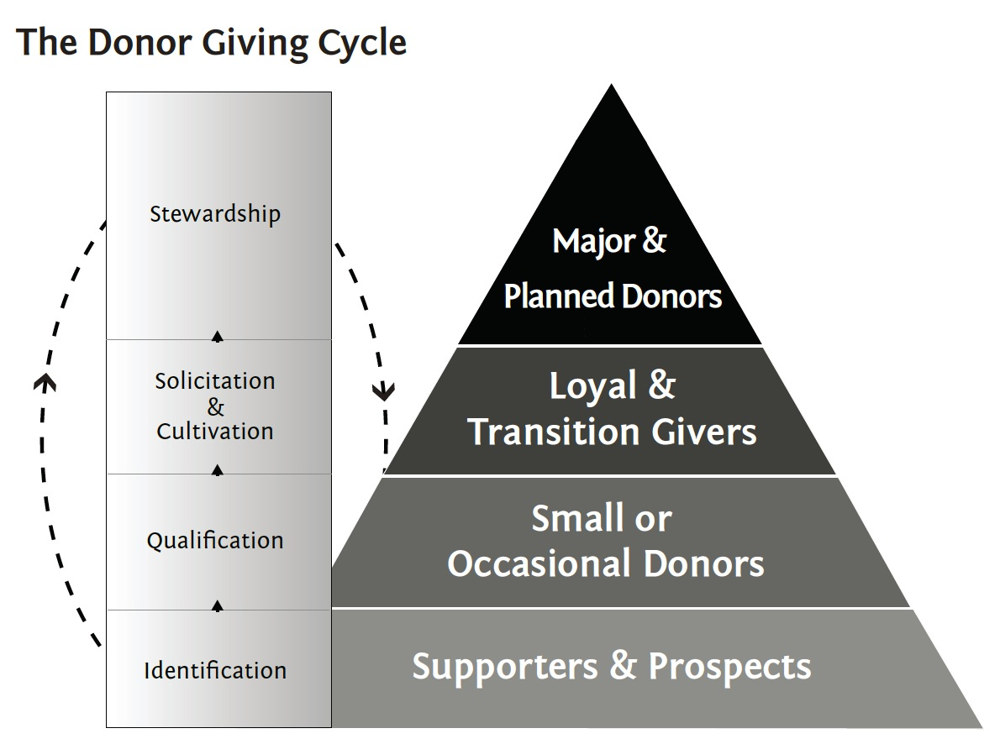 The Donor Giving Cycle
Stewardship
Solicitation
&
Cultivation
Qualification
Identification
Major &
Planned Donors
Loyal &
Transition Givers
Small or
Occasional Donors
Supporters & Prospects